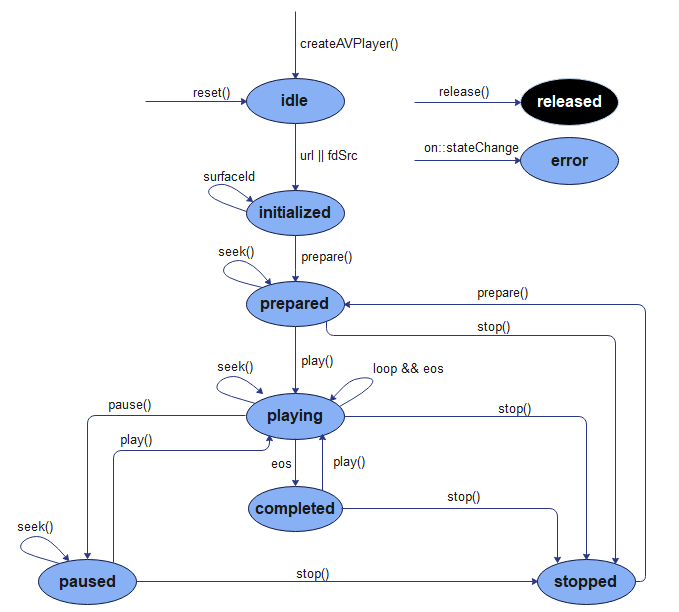 createAVPlayer()
reset()
idle
release()
released
url || fdSrc
on::stateChange
error
surfaceId
initialized
seek()
prepare()
prepared
prepare()
stop()
seek()
play()
loop && eos
playing
pause()
stop()
play()
eos
play()
completed
stop()
seek()
paused
stop()
stopped